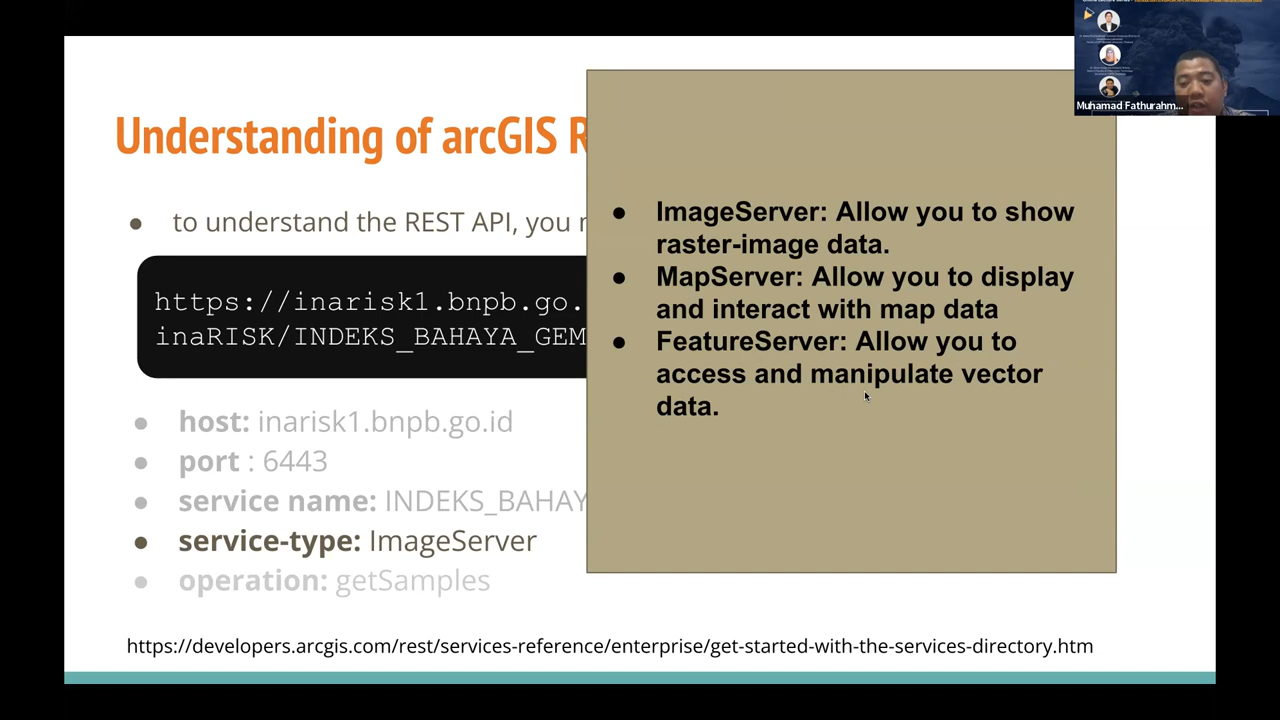 Understanding of arcGIS
● to understand the REST API, you
https://inarisk1.bnpb.go.
inaRISK/INDEKS_BAHAYA_GEM
● host: inarisk1.bnpb.go.id
● port : 6443
● service name: INDEKS_BAHAY
● service-type: ImageServer
● operation: getSamples
● ImageServer: Allow you to show
raster-image data.
● MapServer: Allow you to display
and interact with map data
● FeatureServer: Allow you to
access and manipulate vector
data.
https://developers.arcgis.com/rest/services-reference/enterprise/get-started-with-the-services-directory.htm
Muhamad Fathurahm...